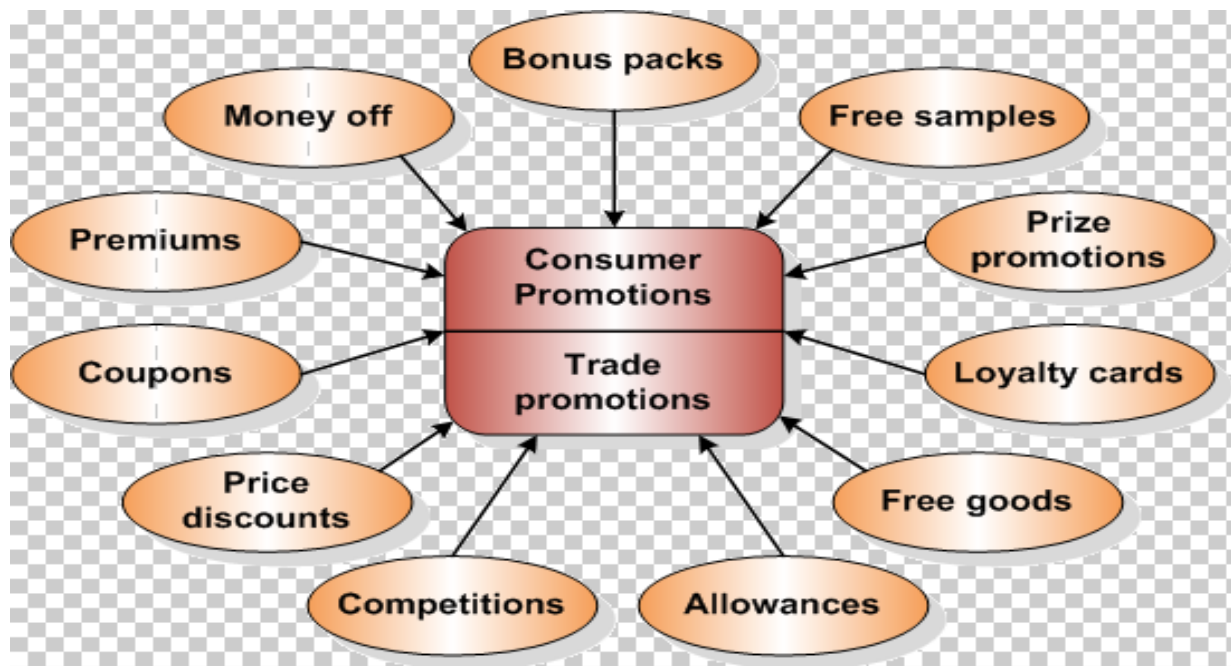 Bonus packs
Money off
Free samples
Premiums
Prize
promotions
Consumer
Promotions
Coupons
Trade
promotions
Loyalty cards
Price
discounts
Free goods
Competitions
Allowances